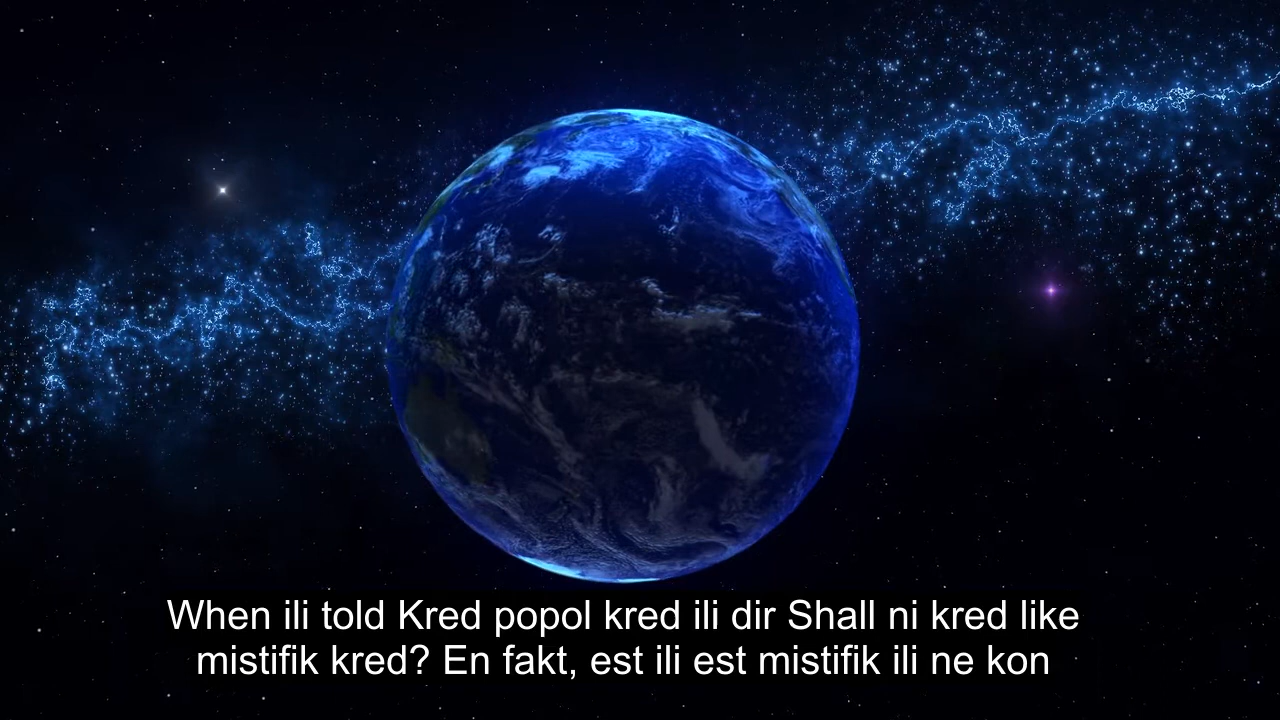 When ili told Kred popol kred ili dir Shall ni kred like
mistifik kred? En fakt, est ili est mistifik ili ne kon